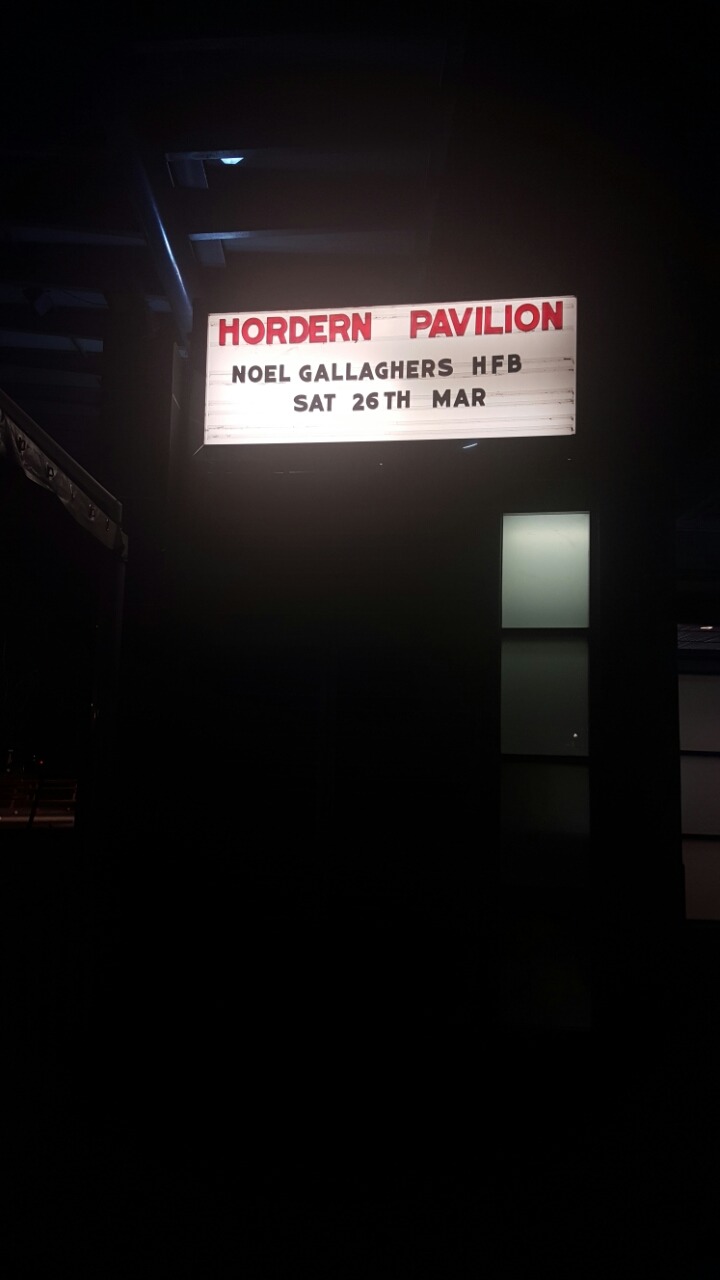 HORDERN PAVILION
NOEL GALLAGHERS HFB
SAT 26TH MAR